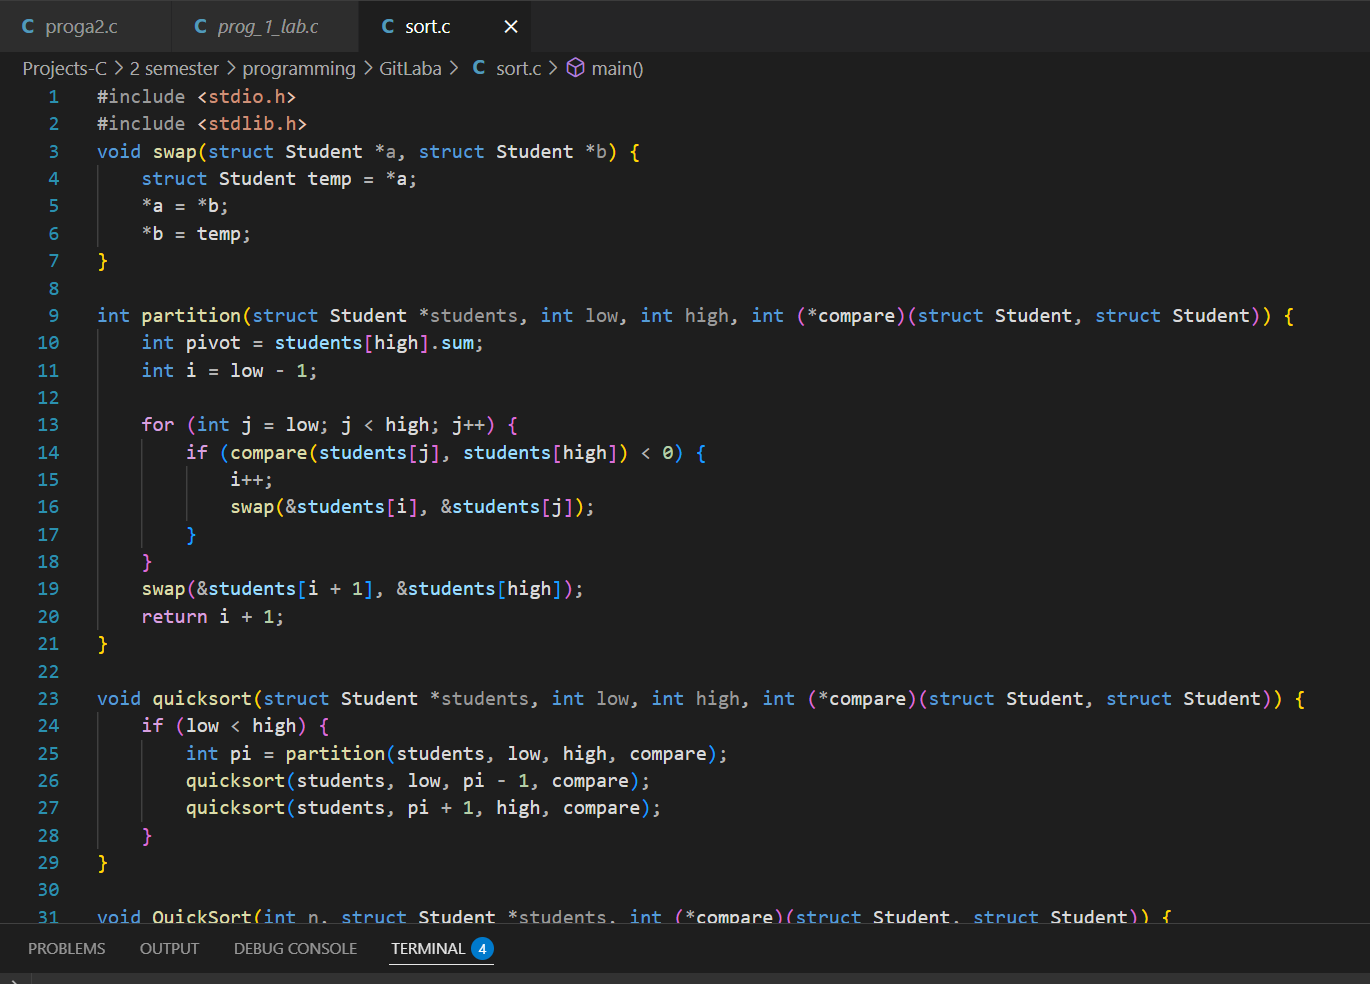 C proga2.c C prog_1_lab.c C sort.c ×
Projects-C > 2 semester > programming > GitLaba > C sort.c > main()
1 #include <stdio.h>
2 #include <stdlib.h>
3 void swap(struct Student *a, struct Student *b) {
4     struct Student temp = *a;
5     *a = *b;
6     *b = temp;
7 }
8
9 int partition(struct Student *students, int low, int high, int (*compare)(struct Student, struct Student)) {
10     int pivot = students[high].sum;
11     int i = low - 1;
12
13     for (int j = low; j < high; j++) {
14         if (compare(students[j], students[high]) < 0) {
15             i++;
16             swap(&students[i], &students[j]);
17         }
18     }
19     swap(&students[i + 1], &students[high]);
20     return i + 1;
21 }
22
23 void quicksort(struct Student *students, int low, int high, int (*compare)(struct Student, struct Student)) {
24     if (low < high) {
25         int pi = partition(students, low, high, compare);
26         quicksort(students, low, pi - 1, compare);
27         quicksort(students, pi + 1, high, compare);
28     }
29 }
30
31 void QuickSort(int n, struct Student *students, int (*compare)(struct Student, struct Student)) {
PROBLEMS OUTPUT DEBUG CONSOLE TERMINAL 4